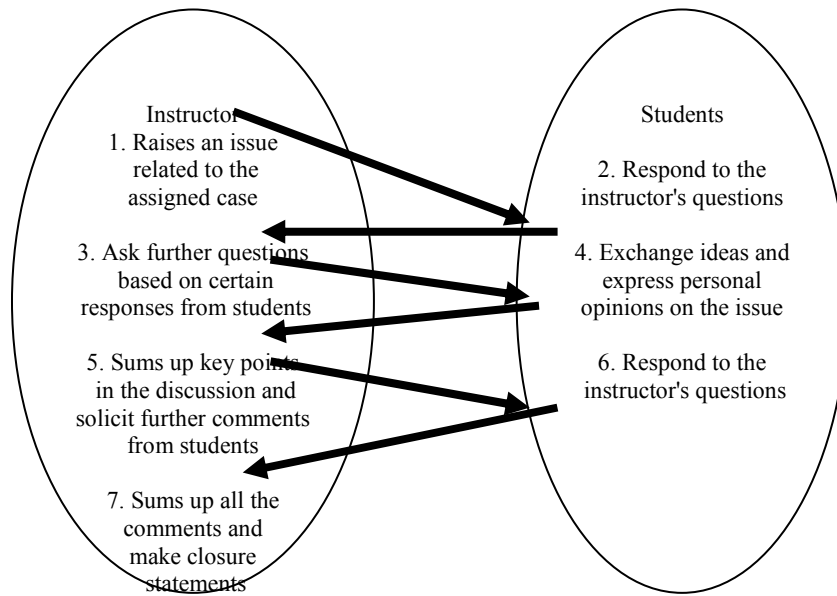 Instructor
1. Raises an issue
related to the
assigned case
3. Ask further questions
based on certain
responses from students
5. Sums up key points
in the discussion and
solicit further comments
from students
7. Sums up all the
comments and
make closure
statements
Students
2. Respond to the
instructor's questions
4. Exchange ideas and
express personal
opinions on the issue
6. Respond to the
instructor's questions